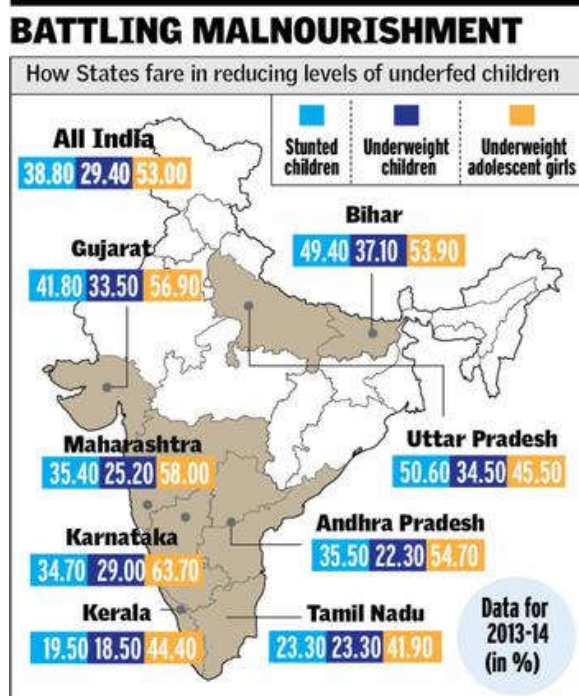 BATTLING MALNOURISHMENT
How States fare in reducing levels of underfed children
Stunted
children
Underweight
children
Underweight
adolescent girls
All India
38.80 29.40 53.00
Bihar
49.40 37.10 53.90
Gujarat
41.80 33.50 56.90
Maharashtra
35.40 25.20 58.00
Uttar Pradesh
50.60 34.50 45.50
Karnataka
34.70 29.00 63.70
Andhra Pradesh
35.50 22.30 54.70
Kerala
19.50 18.50 44.40
Tamil Nadu
23.30 23.30 41.90
Data for
2013-14
(in %)